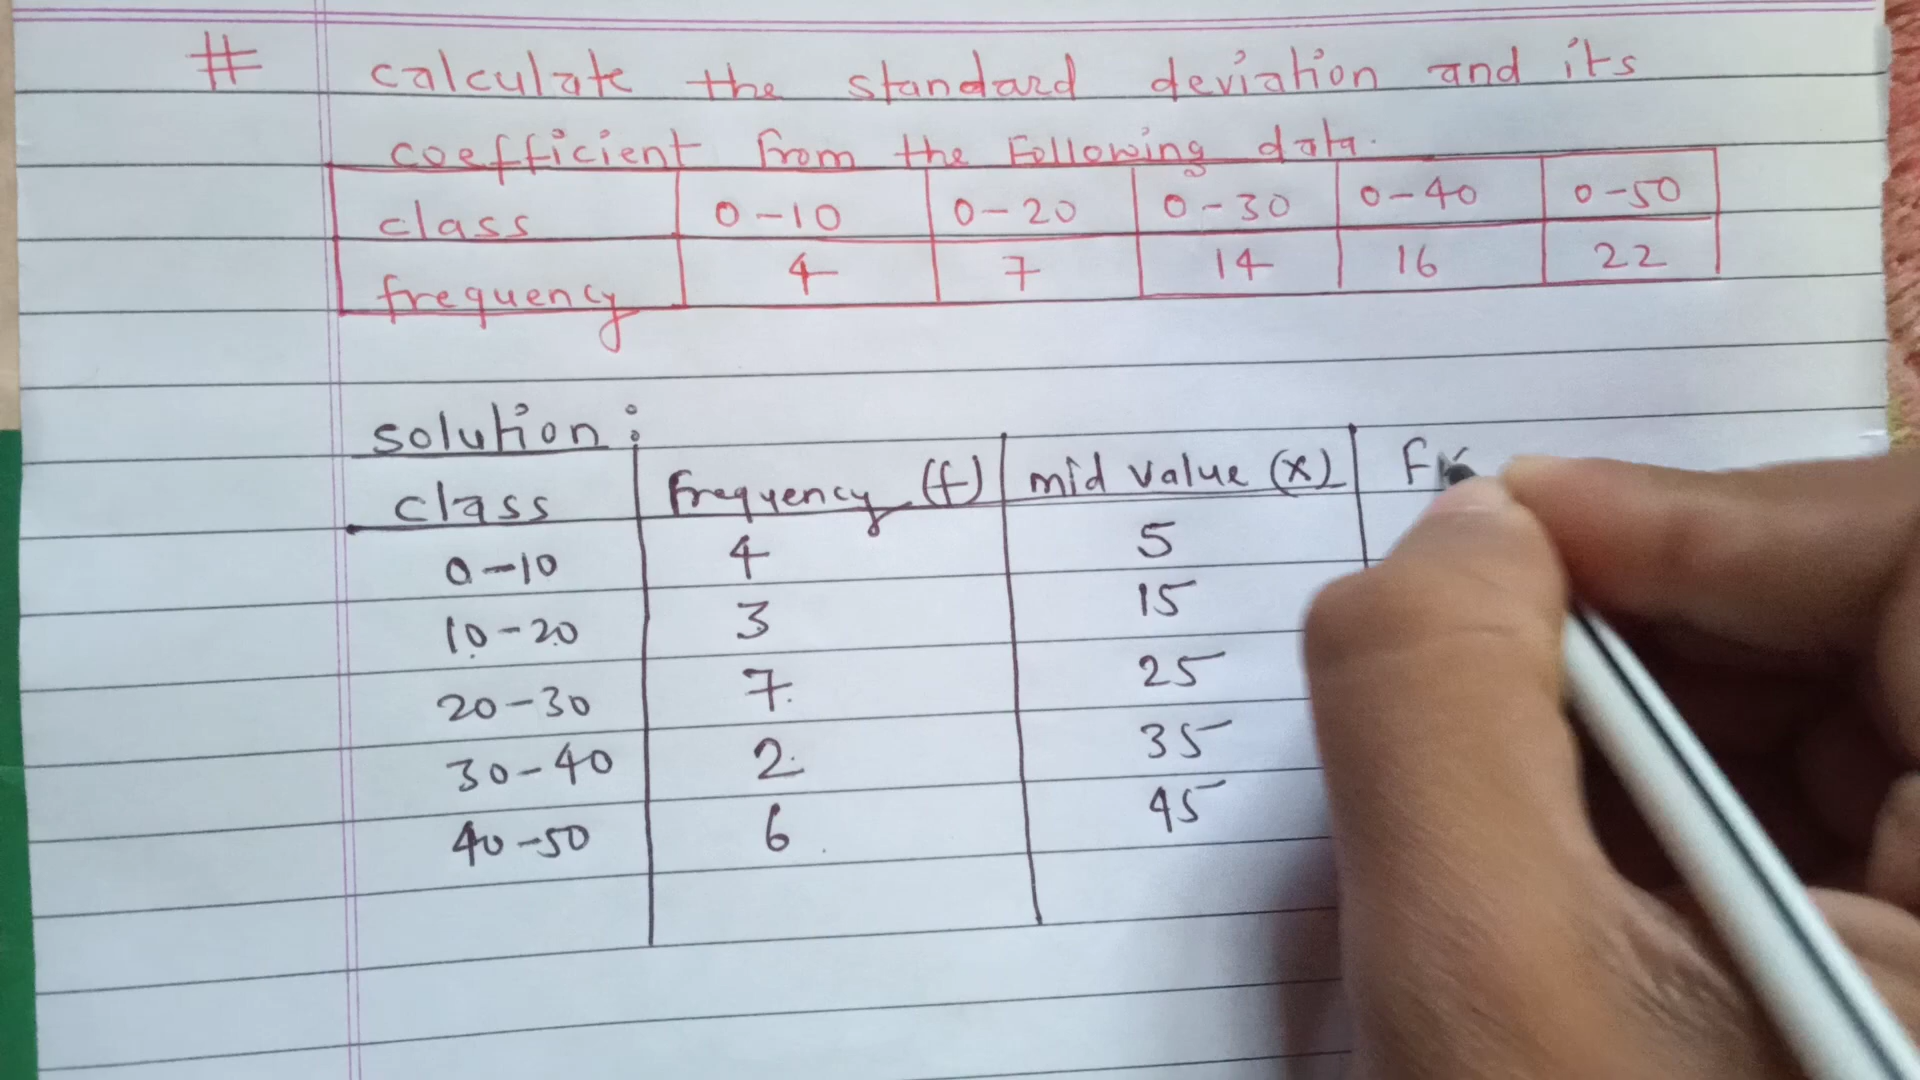 # calculate the standard deviation and its
coefficient from the following data.
class 0-10 0-20 0-30 0-40 0-50
frequency 4 7 14 16 22
solution:
class frequency (f) mid value (x) fx
0-10 4 5
10-20 3 15
20-30 7 25
30-40 2 35
40-50 6 45